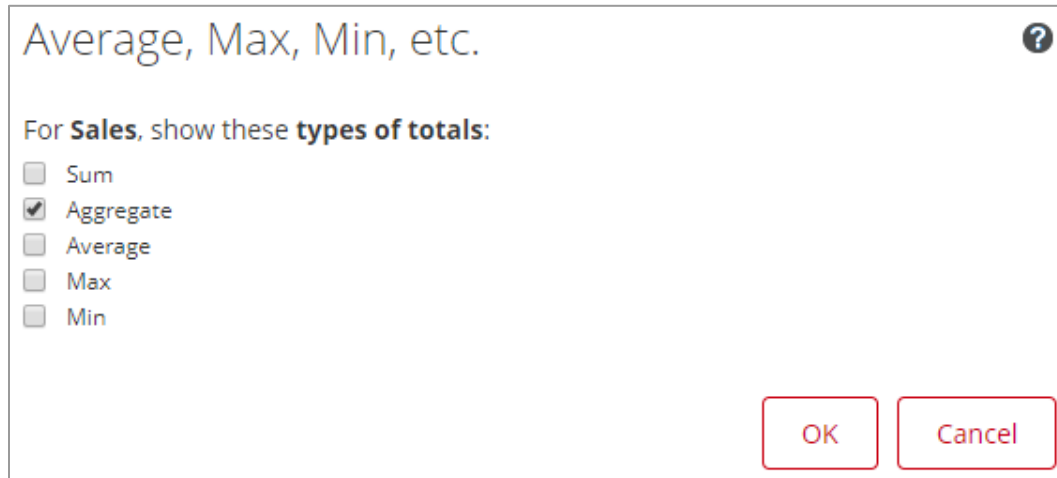 Average, Max, Min, etc.
?
For Sales, show these types of totals:
Sum
Aggregate
Average
Max
Min
OK
Cancel